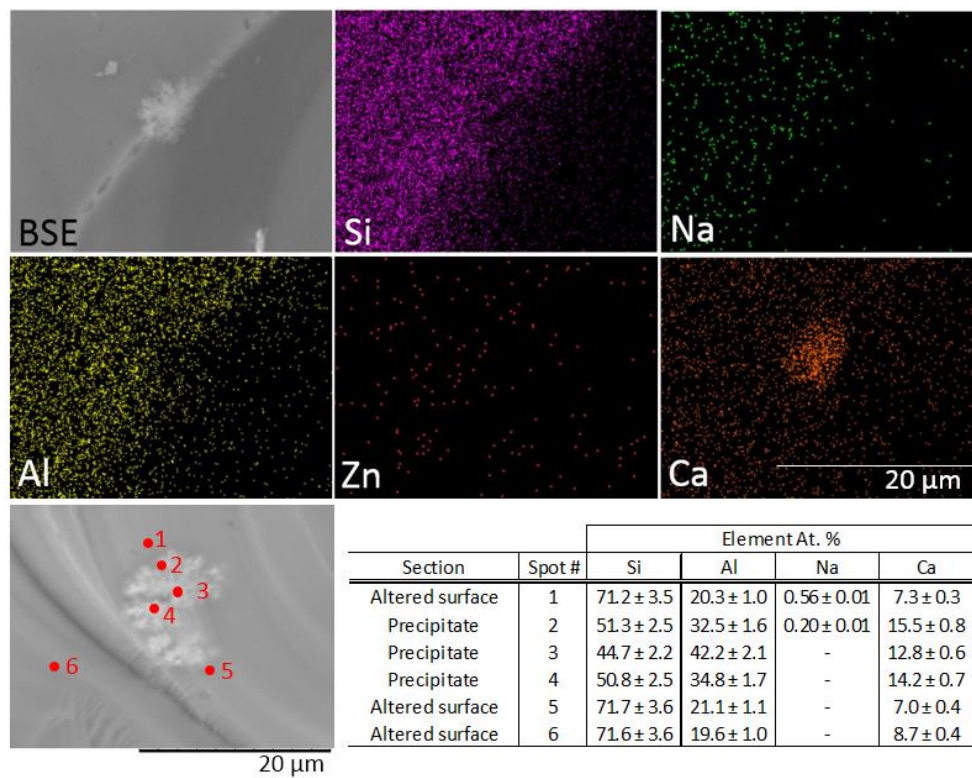 BSE
Si
Na
Al
Zn
Ca
20 µm
1
2
3
4
5
6
20 µm
Element At. %
Section Spot # Si Al Na Ca
Altered surface 1 71.2 ± 3.5 20.3 ± 1.0 0.56 ± 0.01 7.3 ± 0.3
Precipitate 2 51.3 ± 2.5 32.5 ± 1.6 0.20 ± 0.01 15.5 ± 0.8
Precipitate 3 44.7 ± 2.2 42.2 ± 2.1 - 12.8 ± 0.6
Precipitate 4 50.8 ± 2.5 34.8 ± 1.7 - 14.2 ± 0.7
Altered surface 5 71.7 ± 3.6 21.1 ± 1.1 - 7.0 ± 0.4
Altered surface 6 71.6 ± 3.6 19.6 ± 1.0 - 8.7 ± 0.4